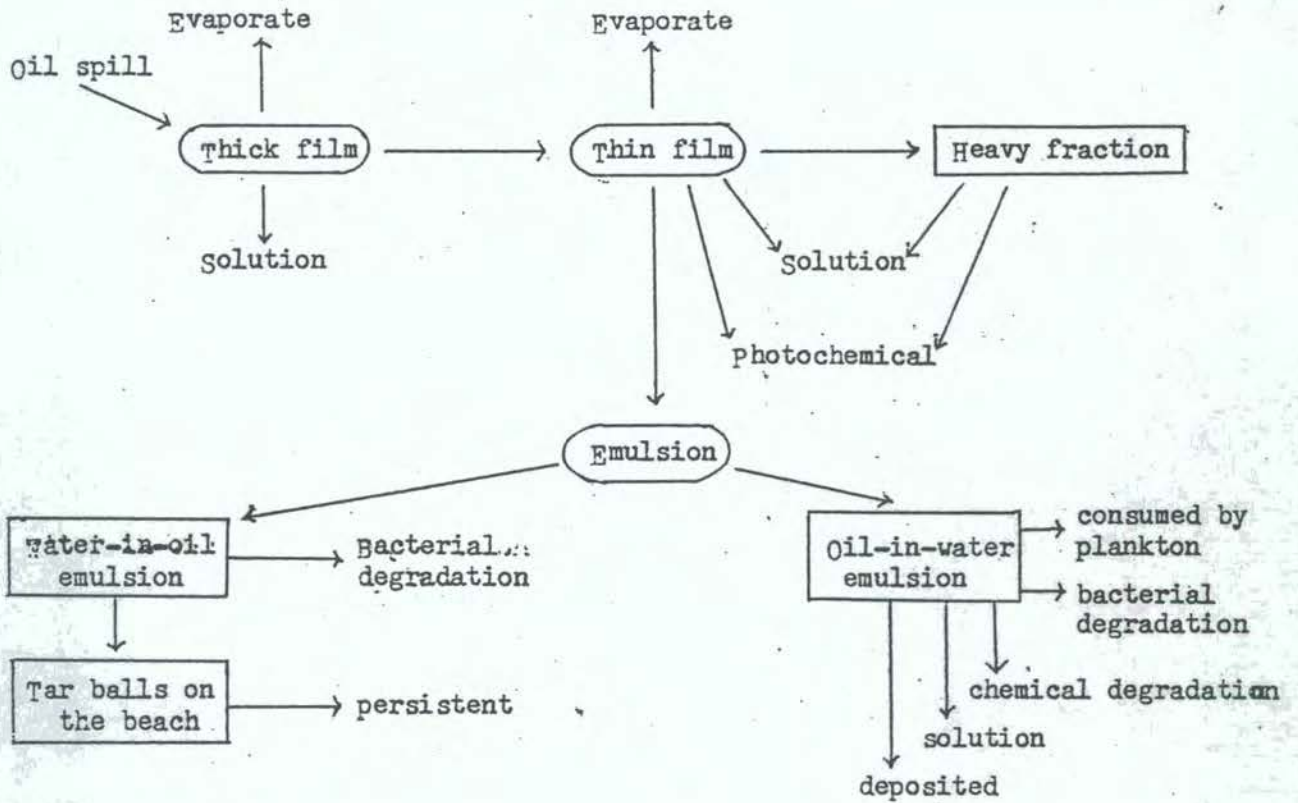 Evaporate
Evaporate
Oil spill
Thick film
Thin film
Heavy fraction
Solution
Solution
Photochemical
Emulsion
Water-in-oil
emulsion
Bacterial
degradation
Oil-in-water
emulsion
consumed by
plankton
bacterial
degradation
Tar balls on
the beach
persistent
chemical degradation
solution
deposited